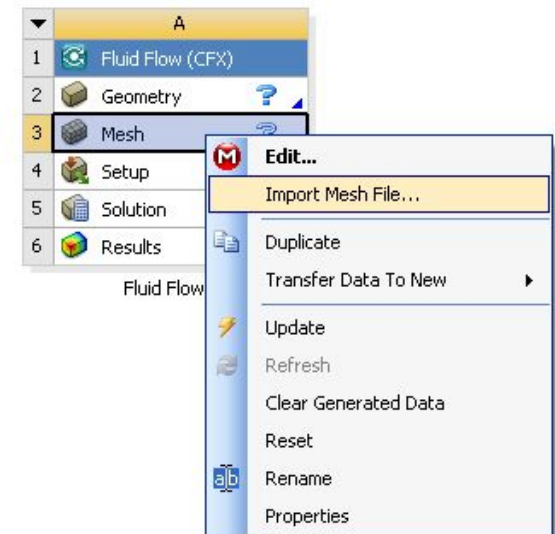 A
1 Fluid Flow (CFX)
2 Geometry ?
3 Mesh ?
4 Setup
5 Solution
6 Results
Fluid Flow
M Edit...
Import Mesh File...
Duplicate
Transfer Data To New
Update
Refresh
Clear Generated Data
Reset
ab Rename
Properties